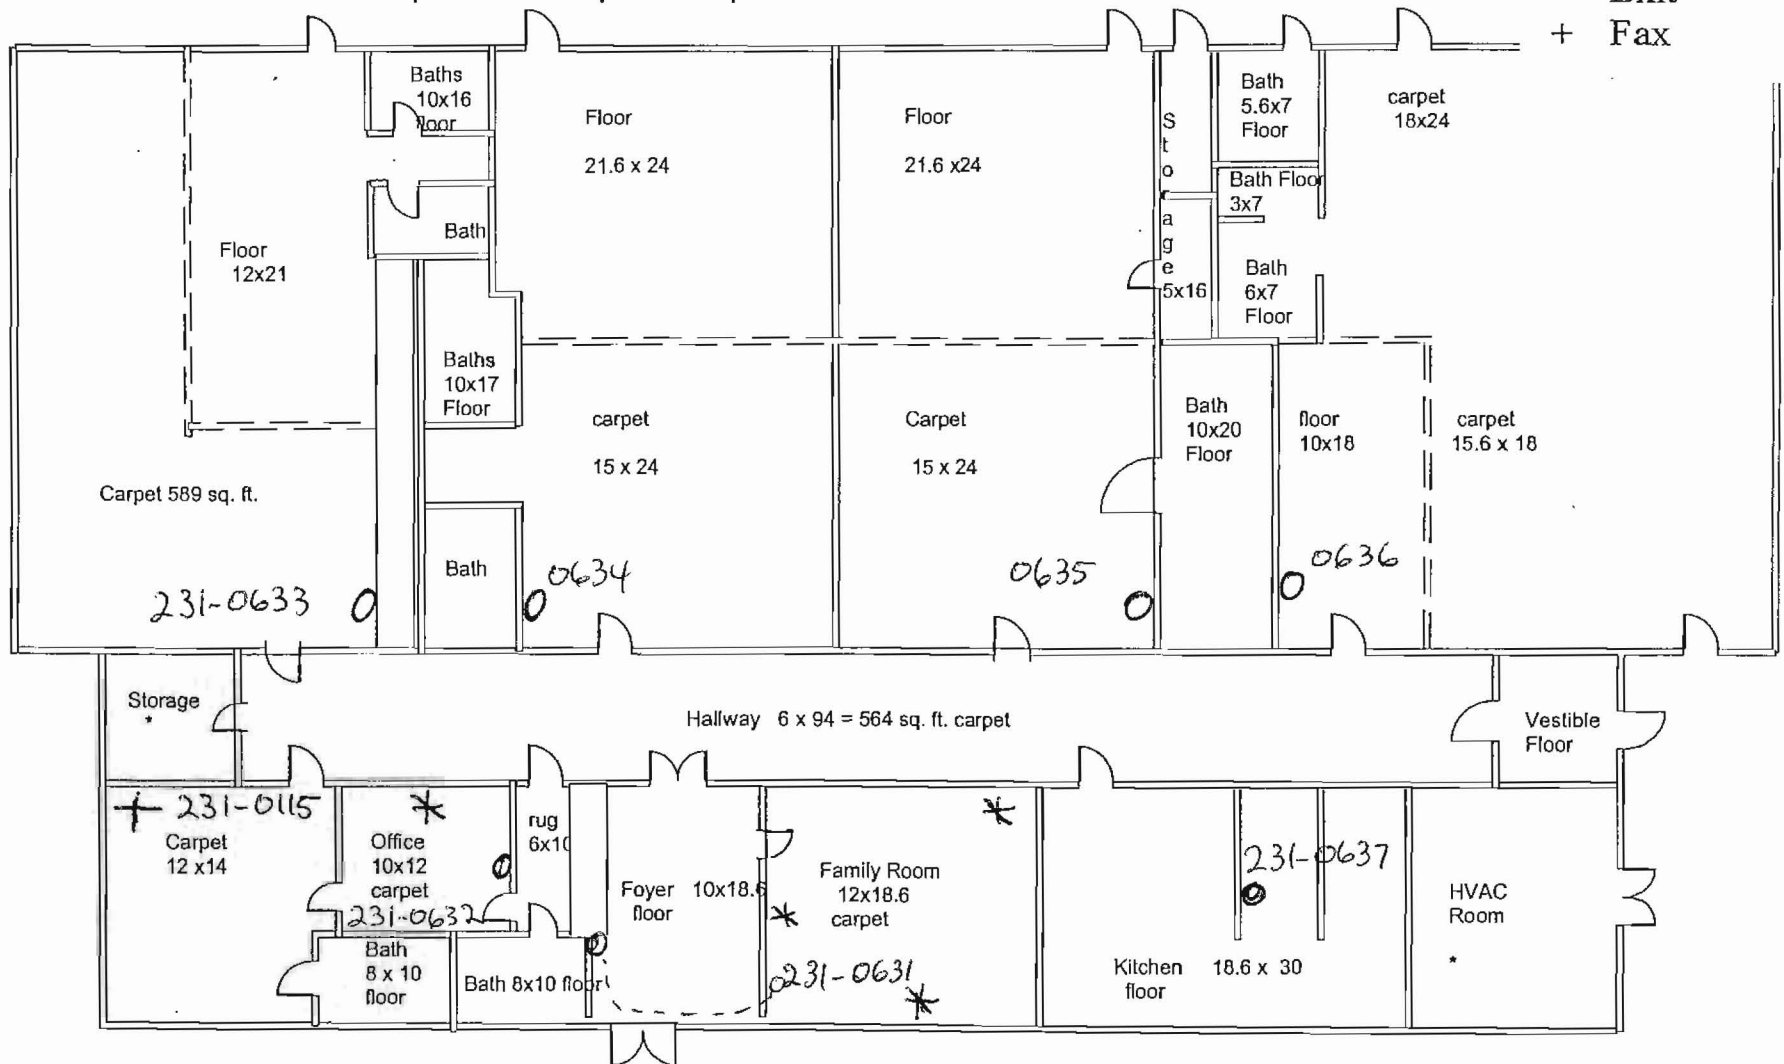 + Fax
Baths
10x16
floor
Floor
21.6 x 24
Floor
21.6 x24
Storage
5x16
Bath
5.6x7
Floor
carpet
18x24
Bath Floor
3x7
Bath
6x7
Floor
Bath
Floor
12x21
Baths
10x17
Floor
carpet
15 x 24
Carpet
15 x 24
Bath
10x20
Floor
floor
10x18
carpet
15.6 x 18
Carpet 589 sq. ft.
Bath
231-0633
0634
0635
0636
Storage
*
Hallway 6 x 94 = 564 sq. ft. carpet
Vestible
Floor
+ 231-0115
Carpet
12 x14
*
Office
10x12
carpet
231-0632
rug
6x10
Foyer 10x18.6
floor
*
Family Room
12x18.6
carpet
*
231-0631
*
231-0637
Kitchen 18.6 x 30
floor
HVAC
Room
*
Bath
8 x 10
floor
Bath 8x10 floor